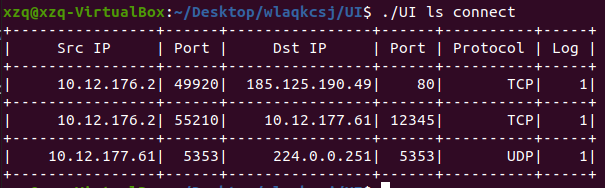 xzq@xzq-VirtualBox:~/Desktop/wlaqkcsj/UI$ ./UI ls connect
+----------------+------+----------------+------+----------+-----+
|     Src IP     | Port |     Dst IP     | Port | Protocol | Log |
+----------------+------+----------------+------+----------+-----+
|     10.12.176.2| 49920|  185.125.190.49|    80|       TCP|    1|
+----------------+------+----------------+------+----------+-----+
|     10.12.176.2| 55210|    10.12.177.61| 12345|       TCP|    1|
+----------------+------+----------------+------+----------+-----+
|    10.12.177.61|  5353|     224.0.0.251|  5353|       UDP|    1|
+----------------+------+----------------+------+----------+-----+